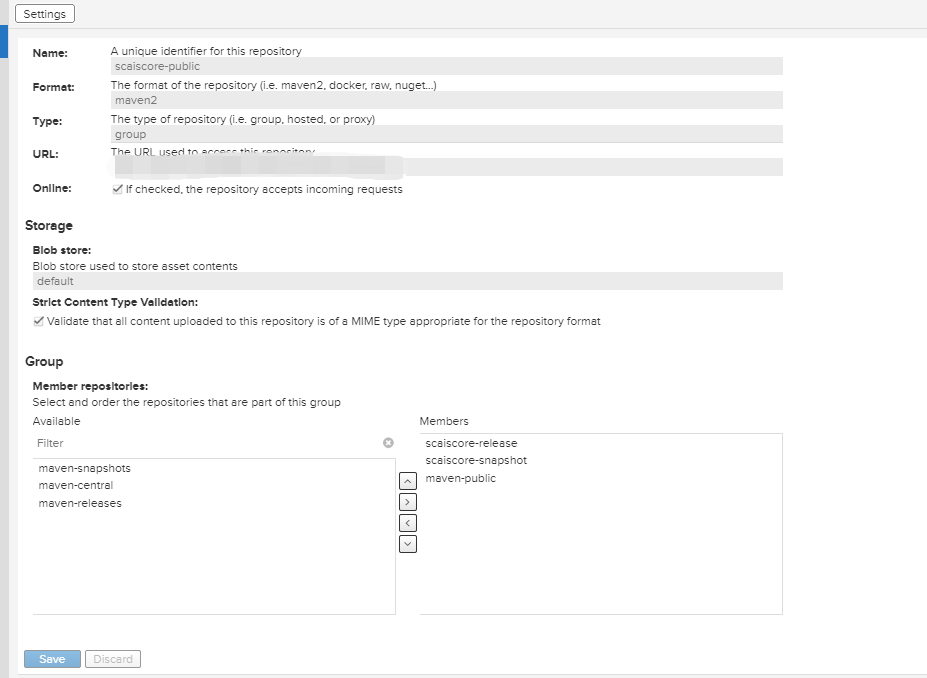 Settings
Name:
A unique identifier for this repository
scaiscore-public
Format:
The format of the repository (i.e. maven2, docker, raw, nuget...)
maven2
Type:
The type of repository (i.e. group, hosted, or proxy)
group
URL:
The URL used to access this repository
Online:
If checked, the repository accepts incoming requests
Storage
Blob store:
Blob store used to store asset contents
default
Strict Content Type Validation:
Validate that all content uploaded to this repository is of a MIME type appropriate for the repository format
Group
Member repositories:
Select and order the repositories that are part of this group
Available
Filter
maven-snapshots
maven-central
maven-releases
Members
scaiscore-release
scaiscore-snapshot
maven-public
Save
Discard